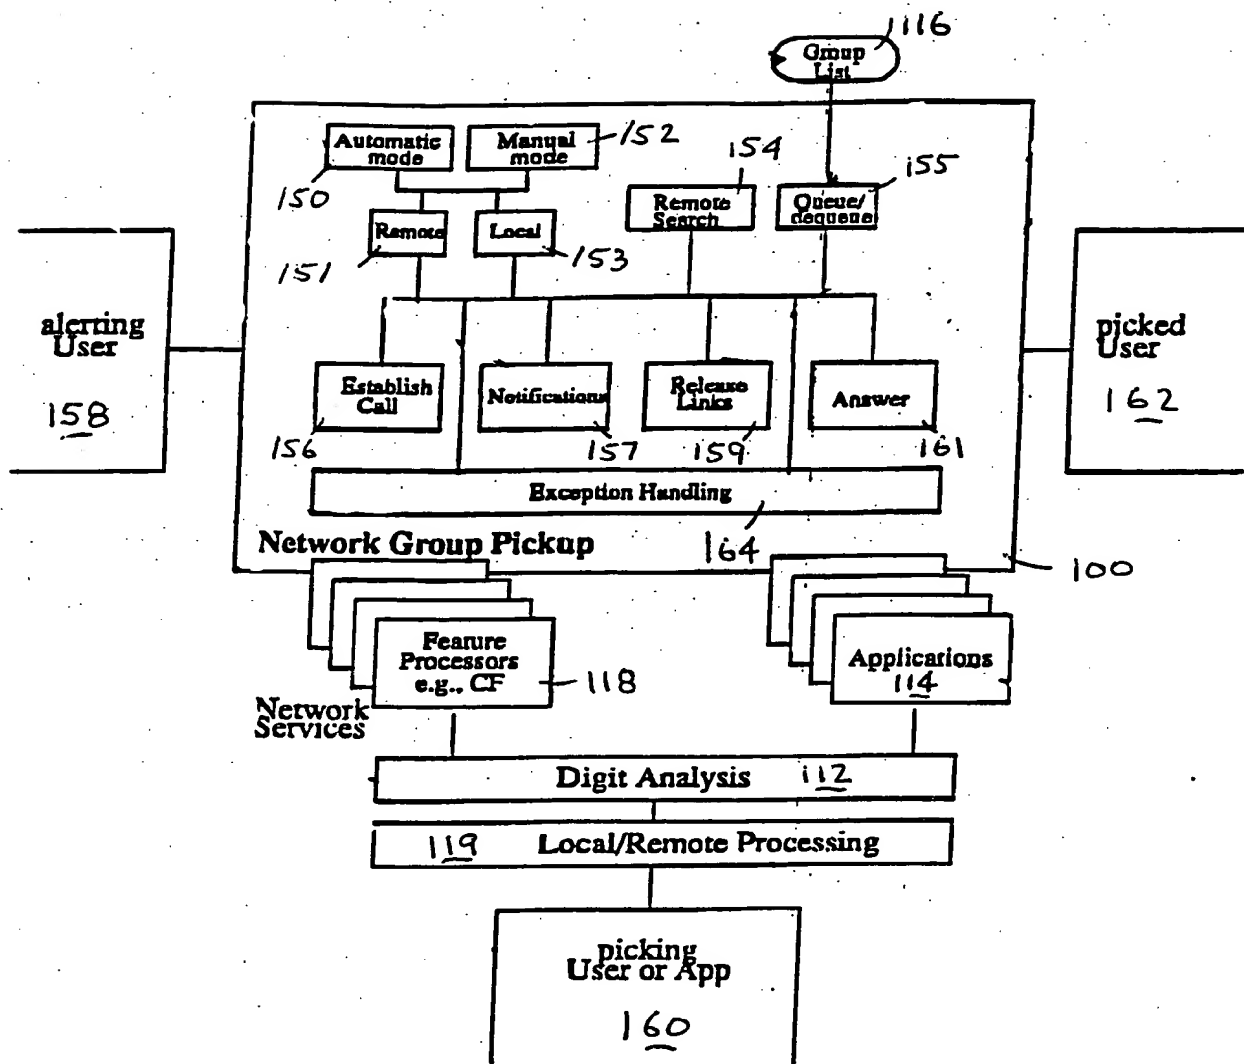 1116
Group
List
Automatic
mode
Manual
mode
152
154
155
150
Remote
Search
Queue/
dequeue
Remote
Local
151
153
alerting
User
158
picked
User
162
Establish
Call
Notifications
Release
Links
Answer
156
157
159
161
Exception Handling
Network Group Pickup
164
100
Feature
Processors
e.g., CF
118
Applications
114
Network
Services
Digit Analysis 112
119 Local/Remote Processing
picking
User or App
160